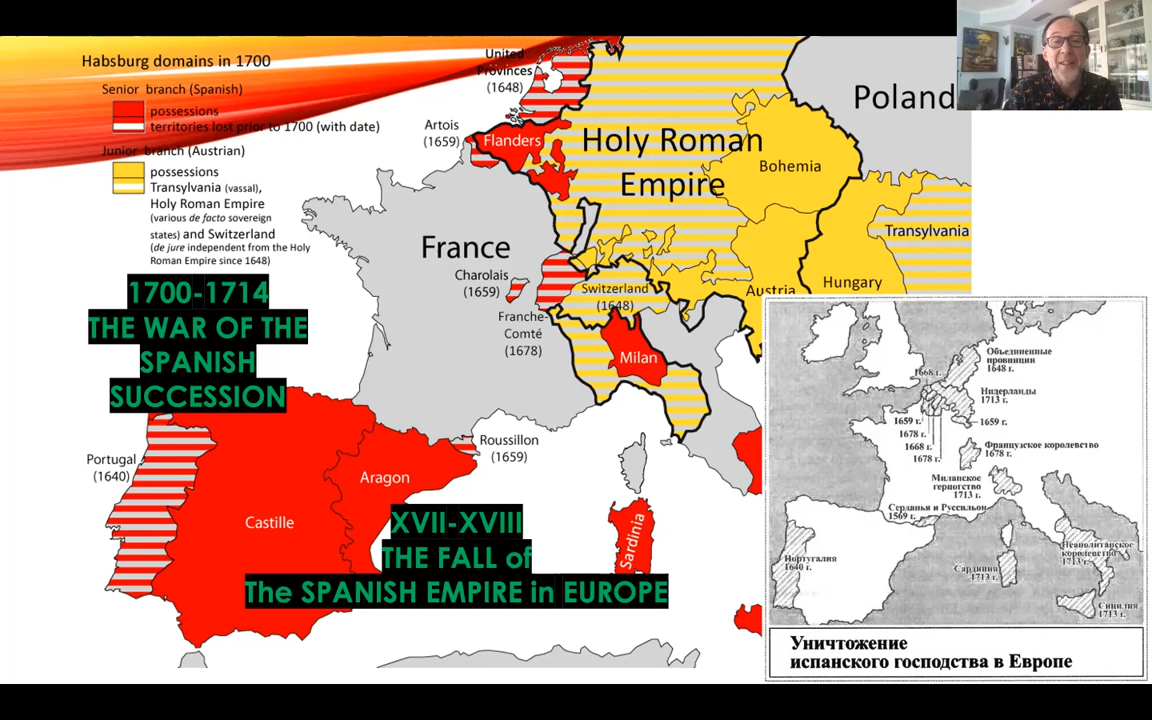 Habsburg domains in 1700
Senior branch (Spanish)
possessions
territories lost prior to 1700 (with date)
Junior branch (Austrian)
possessions
Transylvania (vassal),
Holy Roman Empire
(various de facto sovereign
states) and Switzerland
(de jure independent from the Holy
Roman Empire since 1648)
United
Provinces
(1648)
Artois
(1659)
Flanders
Holy Roman
Empire
Poland
Bohemia
Transylvania
Hungary
Austria
France
Charolais
(1659)
Switzerland
(1648)
Franche-
Comté
(1678)
Milan
1700-1714
THE WAR OF THE
SPANISH
SUCCESSION
Portugal
(1640)
Roussillon
(1659)
Aragon
Castille
Sardinia
XVII-XVIII
THE FALL of
The SPANISH EMPIRE in EUROPE
Объединенные
провинции
1648 г.
1668 г.
Нидерланды
1713 г.
1659 г.
1659 г.
1678 г.
1668 г.
1678 г.
Французское королевство
1678 г.
Миланское
герцогство
1713 г.
Серданья и Русельон
1569 г.
Португалия
1640 г.
Неаполитанское
королевство
1713 г.
Сардиния
1713 г.
Сицилия
1713 г.
Уничтожение
испанского господства в Европе